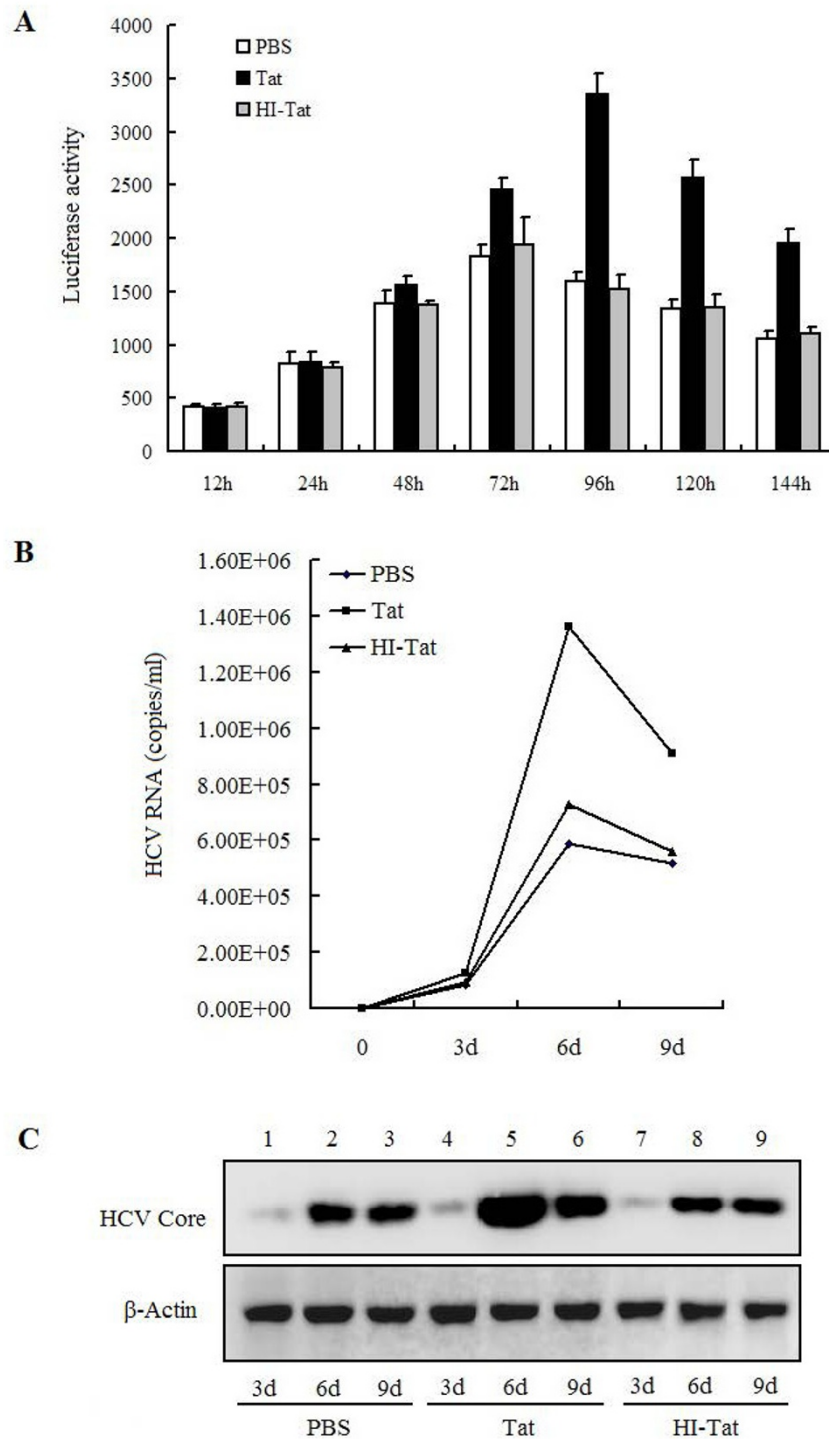 A
4000
3500
3000
2500
2000
1500
1000
500
0
Luciferase activity
PBS
Tat
HI-Tat
12h 24h 48h 72h 96h 120h 144h
B
1.60E+06
1.40E+06
1.20E+06
1.00E+06
8.00E+05
6.00E+05
4.00E+05
2.00E+05
0.00E+00
HCV RNA (copies/ml)
PBS
Tat
HI-Tat
0 3d 6d 9d
C
1 2 3 4 5 6 7 8 9
HCV Core
β-Actin
3d 6d 9d 3d 6d 9d 3d 6d 9d
PBS Tat HI-Tat